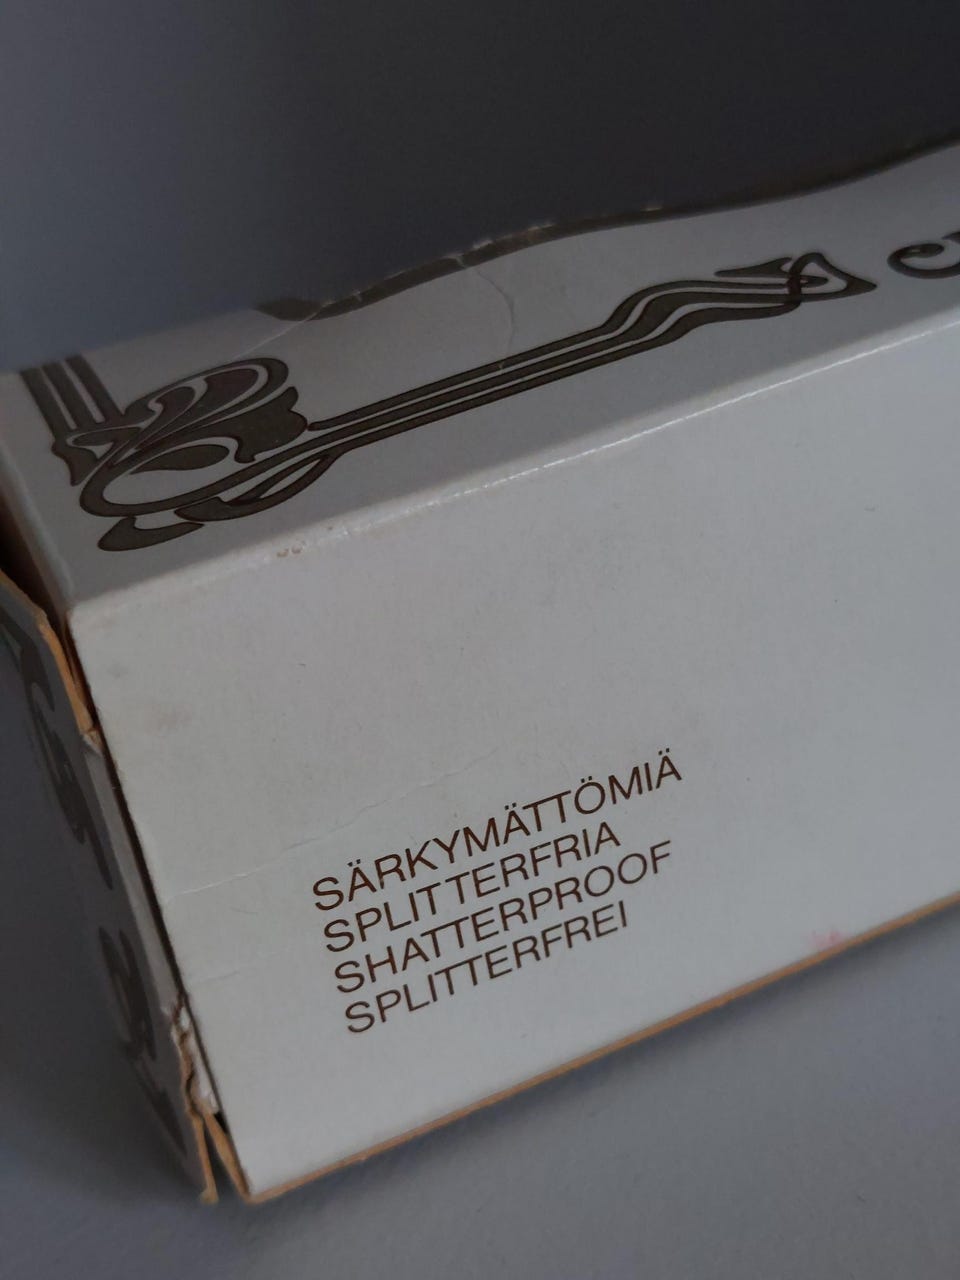 SÄRKYMÄTTÖMIÄ
SPLITTERFRIA
SHATTERPROOF
SPLITTERFREI